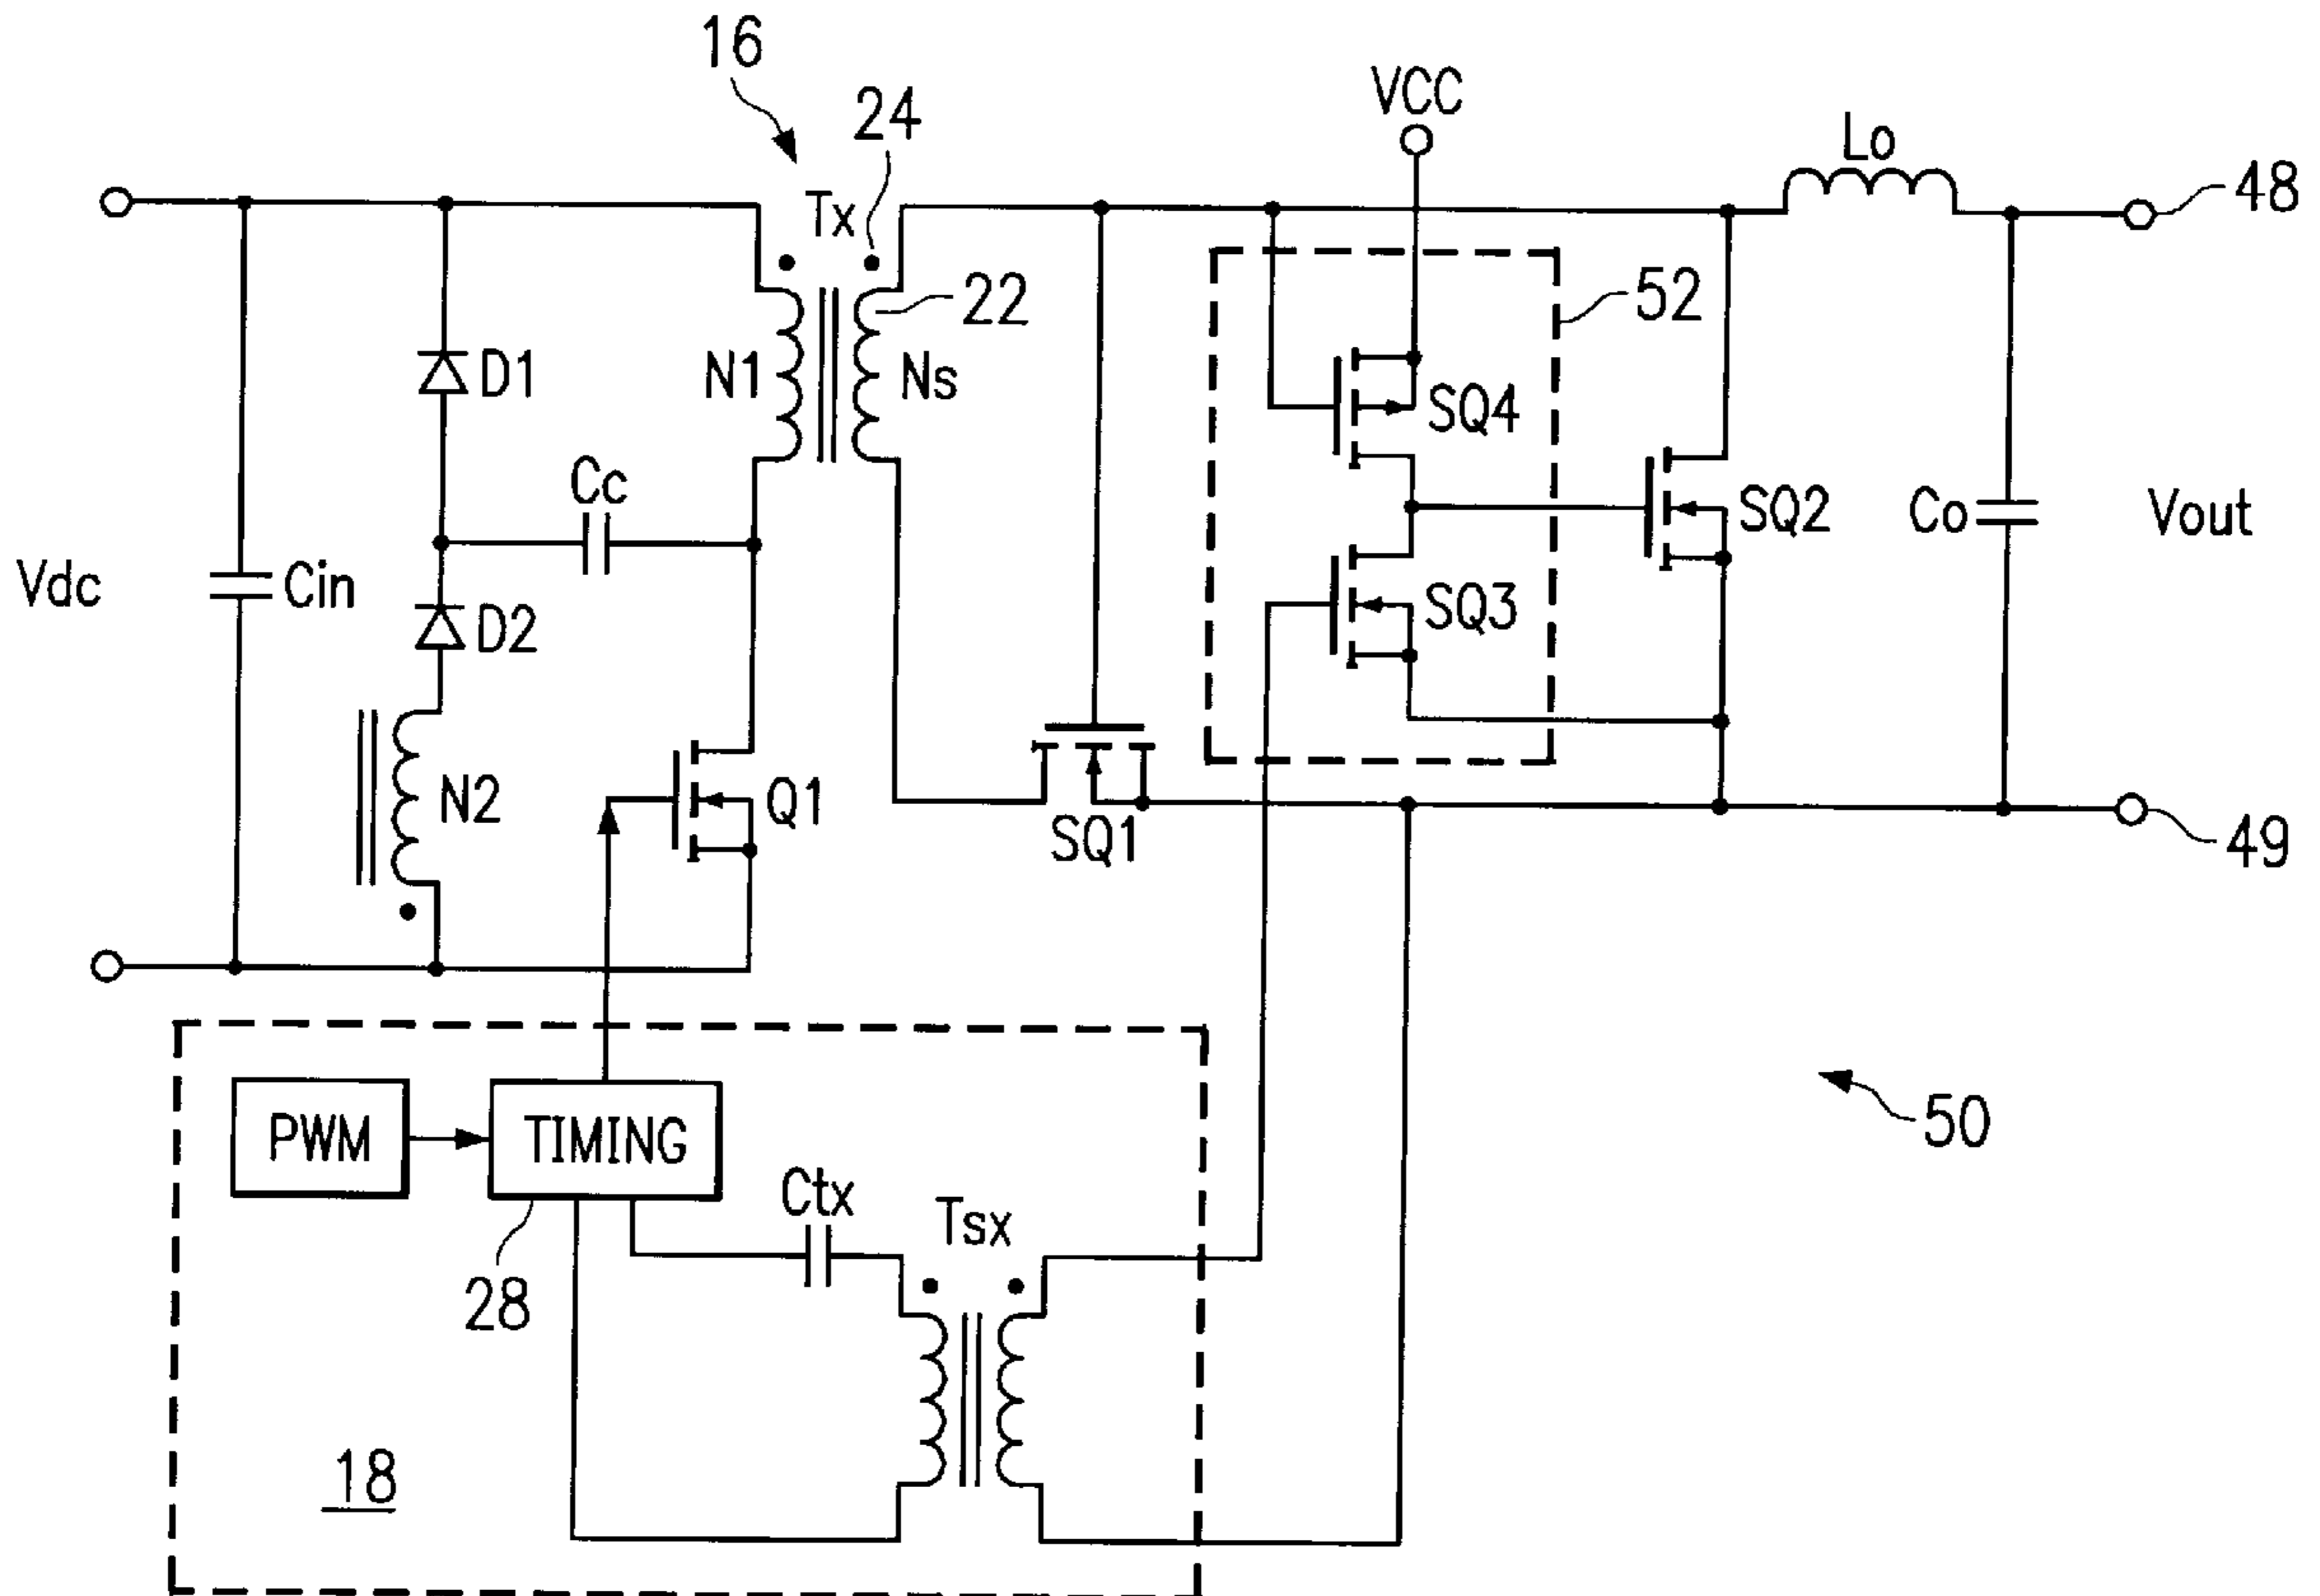 16
24
VCC
Lo
48
Tx
52
22
D1
N1
Ns
SQ4
Cc
SQ2
Co
Vout
Vdc
Cin
D2
SQ3
N2
Q1
SQ1
49
PWM
TIMING
50
Ctx
Tsx
28
18